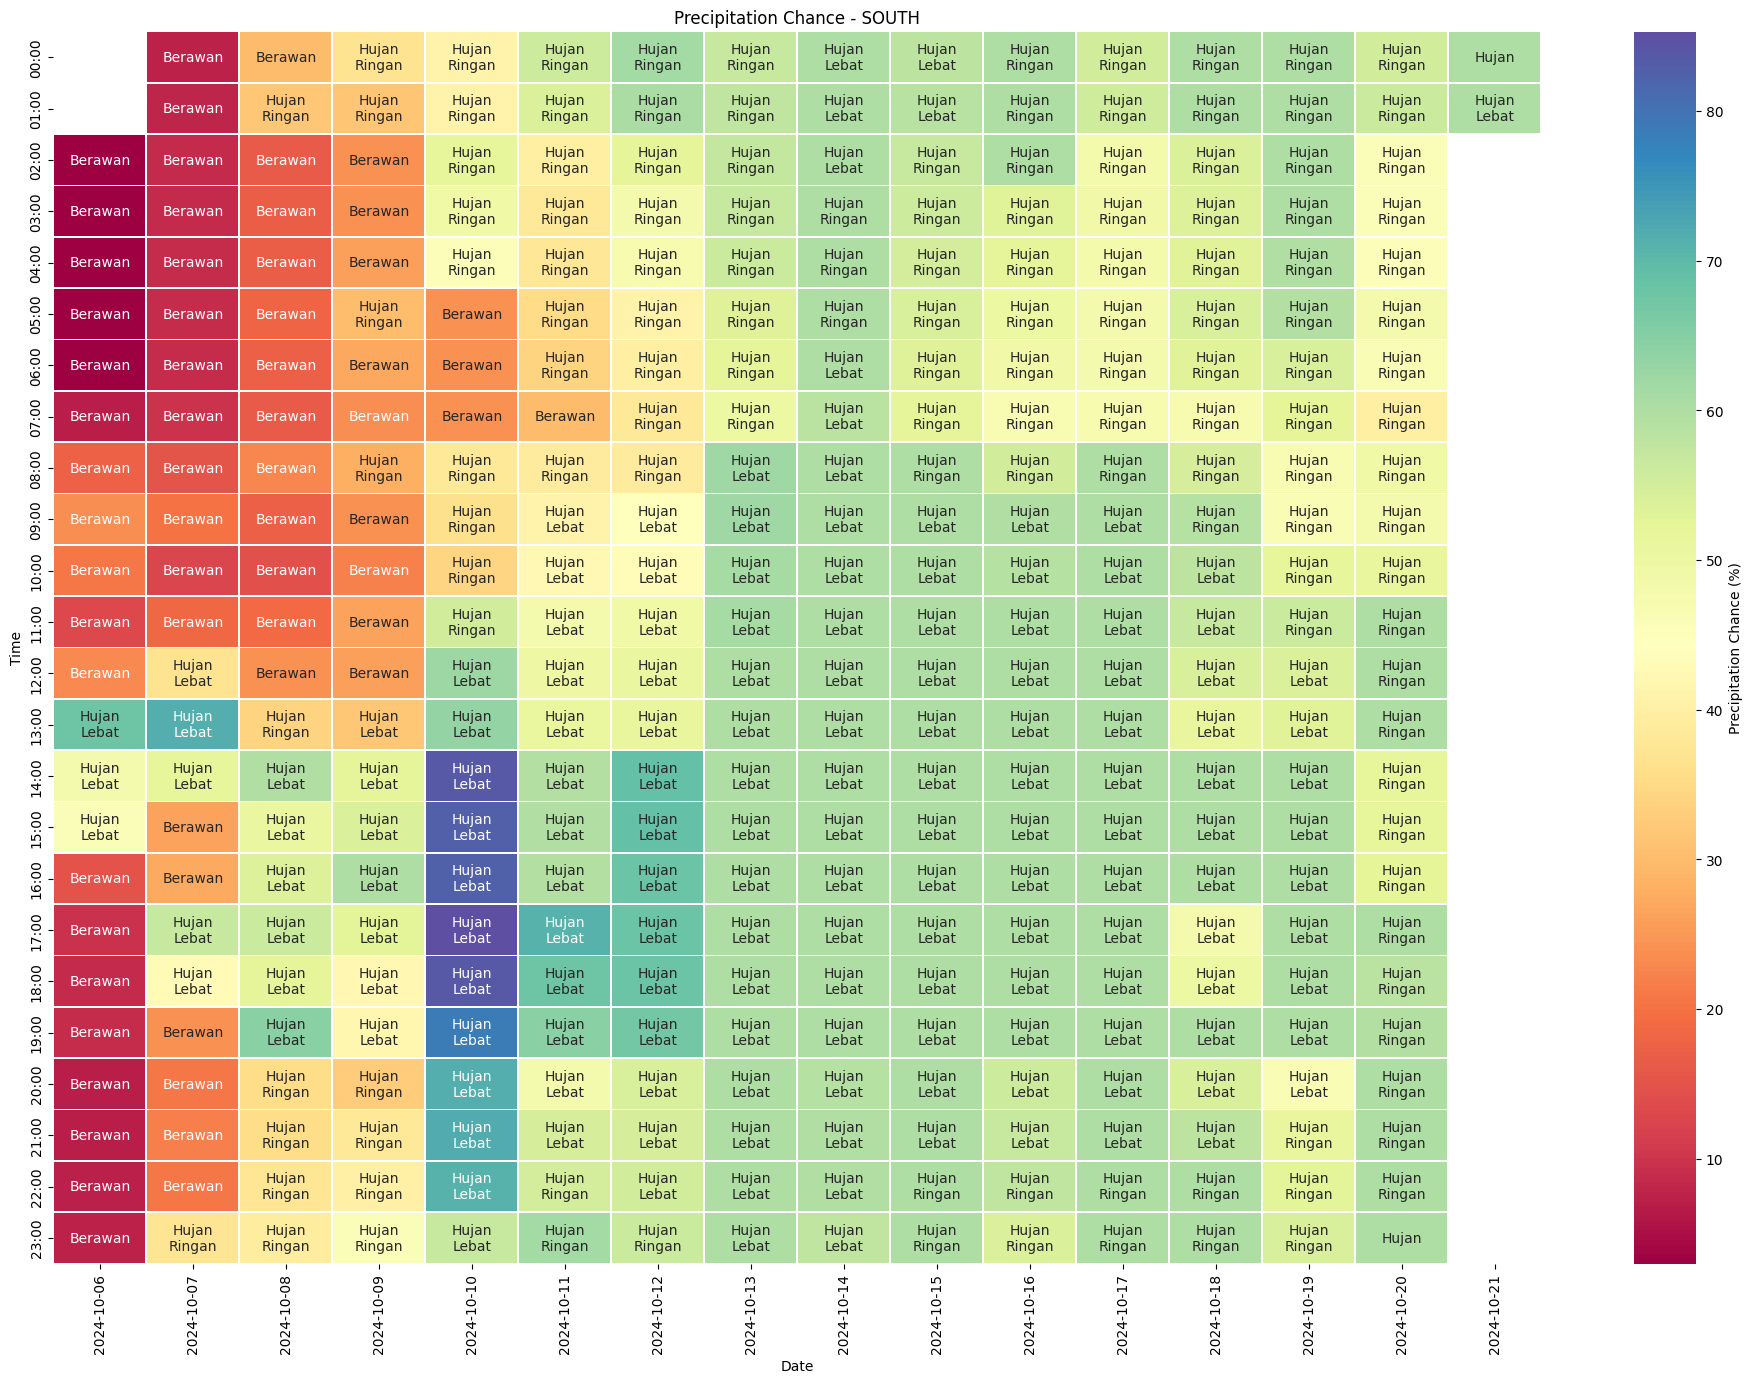 Precipitation Chance - SOUTH
00:00 Berawan Berawan Hujan Ringan Hujan Ringan Hujan Ringan Hujan Ringan Hujan Ringan Hujan Lebat Hujan Lebat Hujan Ringan Hujan Ringan Hujan Ringan Hujan Ringan Hujan Ringan Hujan
01:00 Berawan Hujan Ringan Hujan Ringan Hujan Ringan Hujan Ringan Hujan Ringan Hujan Ringan Hujan Lebat Hujan Lebat Hujan Ringan Hujan Ringan Hujan Ringan Hujan Ringan Hujan Ringan Hujan Lebat
02:00 Berawan Berawan Berawan Berawan Hujan Ringan Hujan Ringan Hujan Ringan Hujan Ringan Hujan Lebat Hujan Ringan Hujan Ringan Hujan Ringan Hujan Ringan Hujan Ringan Hujan Ringan
03:00 Berawan Berawan Berawan Berawan Hujan Ringan Hujan Ringan Hujan Ringan Hujan Ringan Hujan Ringan Hujan Ringan Hujan Ringan Hujan Ringan Hujan Ringan Hujan Ringan Hujan Ringan
04:00 Berawan Berawan Berawan Berawan Hujan Ringan Hujan Ringan Hujan Ringan Hujan Ringan Hujan Ringan Hujan Ringan Hujan Ringan Hujan Ringan Hujan Ringan Hujan Ringan Hujan Ringan
05:00 Berawan Berawan Berawan Hujan Ringan Berawan Hujan Ringan Hujan Ringan Hujan Ringan Hujan Ringan Hujan Ringan Hujan Ringan Hujan Ringan Hujan Ringan Hujan Ringan Hujan Ringan
06:00 Berawan Berawan Berawan Berawan Berawan Hujan Ringan Hujan Ringan Hujan Ringan Hujan Lebat Hujan Ringan Hujan Ringan Hujan Ringan Hujan Ringan Hujan Ringan Hujan Ringan
07:00 Berawan Berawan Berawan Berawan Berawan Berawan Hujan Ringan Hujan Ringan Hujan Lebat Hujan Ringan Hujan Ringan Hujan Ringan Hujan Ringan Hujan Ringan Hujan Ringan
08:00 Berawan Berawan Berawan Hujan Ringan Hujan Ringan Hujan Ringan Hujan Ringan Hujan Lebat Hujan Lebat Hujan Ringan Hujan Ringan Hujan Ringan Hujan Ringan Hujan Ringan Hujan Ringan
09:00 Berawan Berawan Berawan Berawan Hujan Ringan Hujan Lebat Hujan Lebat Hujan Lebat Hujan Lebat Hujan Lebat Hujan Lebat Hujan Lebat Hujan Ringan Hujan Ringan Hujan Ringan
10:00 Berawan Berawan Berawan Berawan Hujan Ringan Hujan Lebat Hujan Lebat Hujan Lebat Hujan Lebat Hujan Lebat Hujan Lebat Hujan Lebat Hujan Lebat Hujan Ringan Hujan Ringan
11:00 Berawan Berawan Berawan Berawan Hujan Ringan Hujan Lebat Hujan Lebat Hujan Lebat Hujan Lebat Hujan Lebat Hujan Lebat Hujan Lebat Hujan Lebat Hujan Ringan Hujan Ringan
12:00 Berawan Hujan Lebat Berawan Berawan Hujan Lebat Hujan Lebat Hujan Lebat Hujan Lebat Hujan Lebat Hujan Lebat Hujan Lebat Hujan Lebat Hujan Lebat Hujan Lebat Hujan Ringan
13:00 Hujan Lebat Hujan Lebat Hujan Ringan Hujan Lebat Hujan Lebat Hujan Lebat Hujan Lebat Hujan Lebat Hujan Lebat Hujan Lebat Hujan Lebat Hujan Lebat Hujan Lebat Hujan Lebat Hujan Ringan
14:00 Hujan Lebat Hujan Lebat Hujan Lebat Hujan Lebat Hujan Lebat Hujan Lebat Hujan Lebat Hujan Lebat Hujan Lebat Hujan Lebat Hujan Lebat Hujan Lebat Hujan Lebat Hujan Lebat Hujan Ringan
15:00 Hujan Lebat Berawan Hujan Lebat Hujan Lebat Hujan Lebat Hujan Lebat Hujan Lebat Hujan Lebat Hujan Lebat Hujan Lebat Hujan Lebat Hujan Lebat Hujan Lebat Hujan Lebat Hujan Ringan
16:00 Berawan Berawan Hujan Lebat Hujan Lebat Hujan Lebat Hujan Lebat Hujan Lebat Hujan Lebat Hujan Lebat Hujan Lebat Hujan Lebat Hujan Lebat Hujan Lebat Hujan Lebat Hujan Ringan
17:00 Berawan Hujan Lebat Hujan Lebat Hujan Lebat Hujan Lebat Hujan Lebat Hujan Lebat Hujan Lebat Hujan Lebat Hujan Lebat Hujan Lebat Hujan Lebat Hujan Lebat Hujan Lebat Hujan Ringan
18:00 Berawan Hujan Lebat Hujan Lebat Hujan Lebat Hujan Lebat Hujan Lebat Hujan Lebat Hujan Lebat Hujan Lebat Hujan Lebat Hujan Lebat Hujan Lebat Hujan Lebat Hujan Lebat Hujan Ringan
19:00 Berawan Berawan Hujan Lebat Hujan Lebat Hujan Lebat Hujan Lebat Hujan Lebat Hujan Lebat Hujan Lebat Hujan Lebat Hujan Lebat Hujan Lebat Hujan Lebat Hujan Lebat Hujan Ringan
20:00 Berawan Berawan Hujan Ringan Hujan Ringan Hujan Lebat Hujan Lebat Hujan Lebat Hujan Lebat Hujan Lebat Hujan Lebat Hujan Lebat Hujan Lebat Hujan Lebat Hujan Lebat Hujan Ringan
21:00 Berawan Berawan Hujan Ringan Hujan Ringan Hujan Lebat Hujan Lebat Hujan Lebat Hujan Lebat Hujan Lebat Hujan Lebat Hujan Lebat Hujan Lebat Hujan Lebat Hujan Ringan Hujan Ringan
22:00 Berawan Berawan Hujan Ringan Hujan Ringan Hujan Lebat Hujan Ringan Hujan Lebat Hujan Lebat Hujan Lebat Hujan Ringan Hujan Ringan Hujan Ringan Hujan Ringan Hujan Ringan Hujan Ringan
23:00 Berawan Hujan Ringan Hujan Ringan Hujan Ringan Hujan Lebat Hujan Ringan Hujan Ringan Hujan Lebat Hujan Lebat Hujan Ringan Hujan Ringan Hujan Ringan Hujan Ringan Hujan Ringan Hujan
Time
2024-10-06 2024-10-07 2024-10-08 2024-10-09 2024-10-10 2024-10-11 2024-10-12 2024-10-13 2024-10-14 2024-10-15 2024-10-16 2024-10-17 2024-10-18 2024-10-19 2024-10-20 2024-10-21
Date
80
70
60
50
40
30
20
10
Precipitation Chance (%)